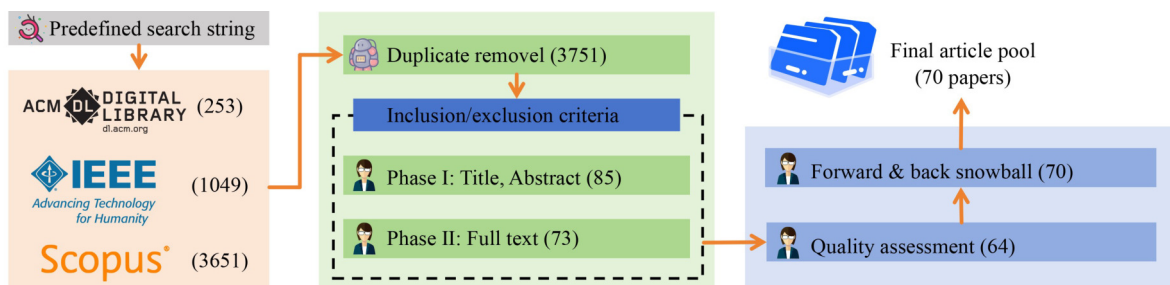 Predefined search string
ACM DL DIGITAL
LIBRARY
dl.acm.org
(253)
IEEE
Advancing Technology
for Humanity
(1049)
Scopus®
(3651)
Duplicate removel (3751)
Inclusion/exclusion criteria
Phase I: Title, Abstract (85)
Phase II: Full text (73)
Final article pool
(70 papers)
Forward & back snowball (70)
Quality assessment (64)